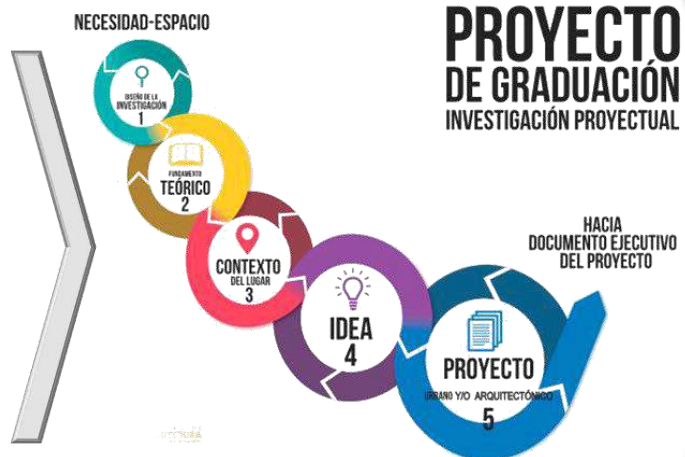 NECESIDAD-ESPACIO
PROYECTO
DE GRADUACIÓN
INVESTIGACIÓN PROYECTUAL
DISEÑO DE LA
INVESTIGACIÓN
1
FUNDAMENTO
TEÓRICO
2
CONTEXTO
DEL LUGAR
3
IDEA
4
HACIA
DOCUMENTO EJECUTIVO
DEL PROYECTO
PROYECTO
URBANO Y/O ARQUITECTÓNICO
5